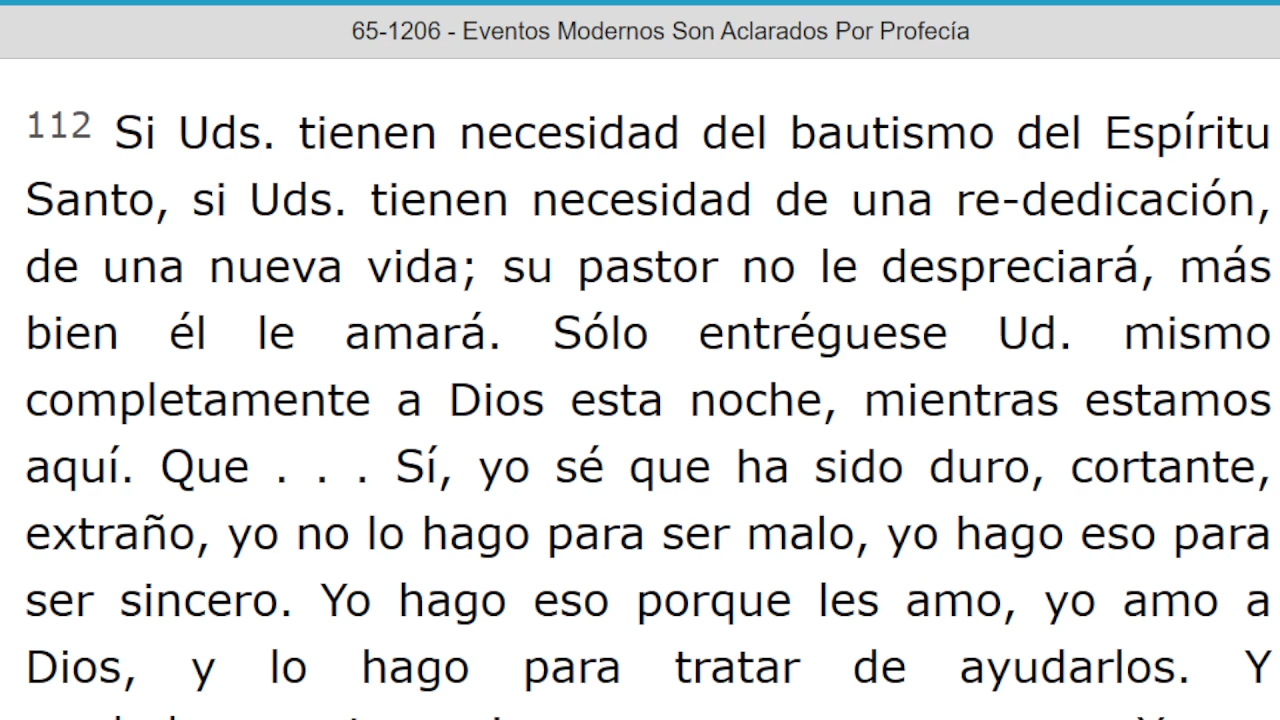 65-1206 - Eventos Modernos Son Aclarados Por Profecía
112 Si Uds. tienen necesidad del bautismo del Espíritu
Santo, si Uds. tienen necesidad de una re-dedicación,
de una nueva vida; su pastor no le despreciará, más
bien él le amará. Sólo entréguese Ud. mismo
completamente a Dios esta noche, mientras estamos
aquí. Que . . . Sí, yo sé que ha sido duro, cortante,
extraño, yo no lo hago para ser malo, yo hago eso para
ser sincero. Yo hago eso porque les amo, yo amo a
Dios, y lo hago para tratar de ayudarlos. Y